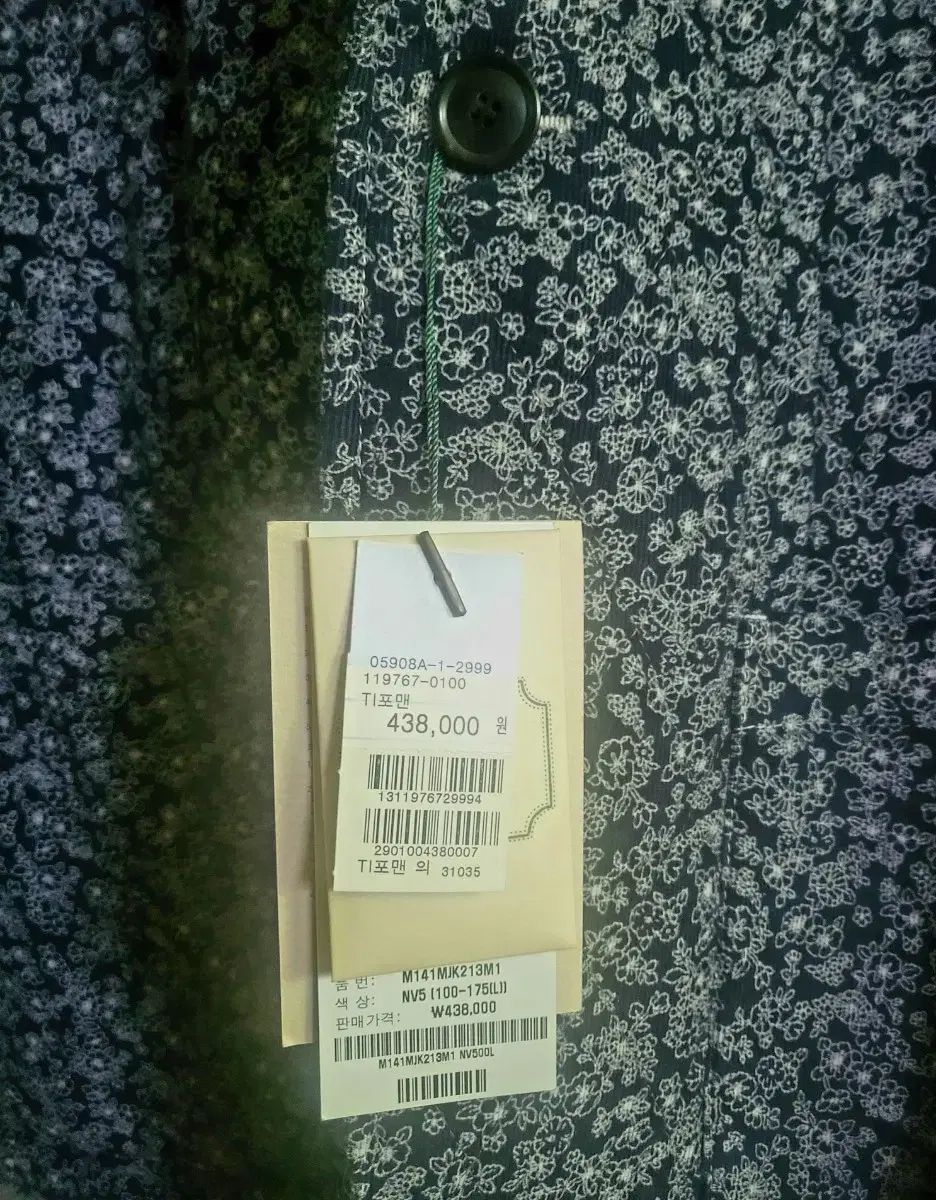 05908A-1-2999
119767-0100
TI포맨
438,000 원
1311976729994
2901004380007
TI포맨 의 31035
품 번: M141MJK213M1
색 상: NV5 (100-175(L))
판매가격: ₩438,000
M141MJK213M1 NV500L